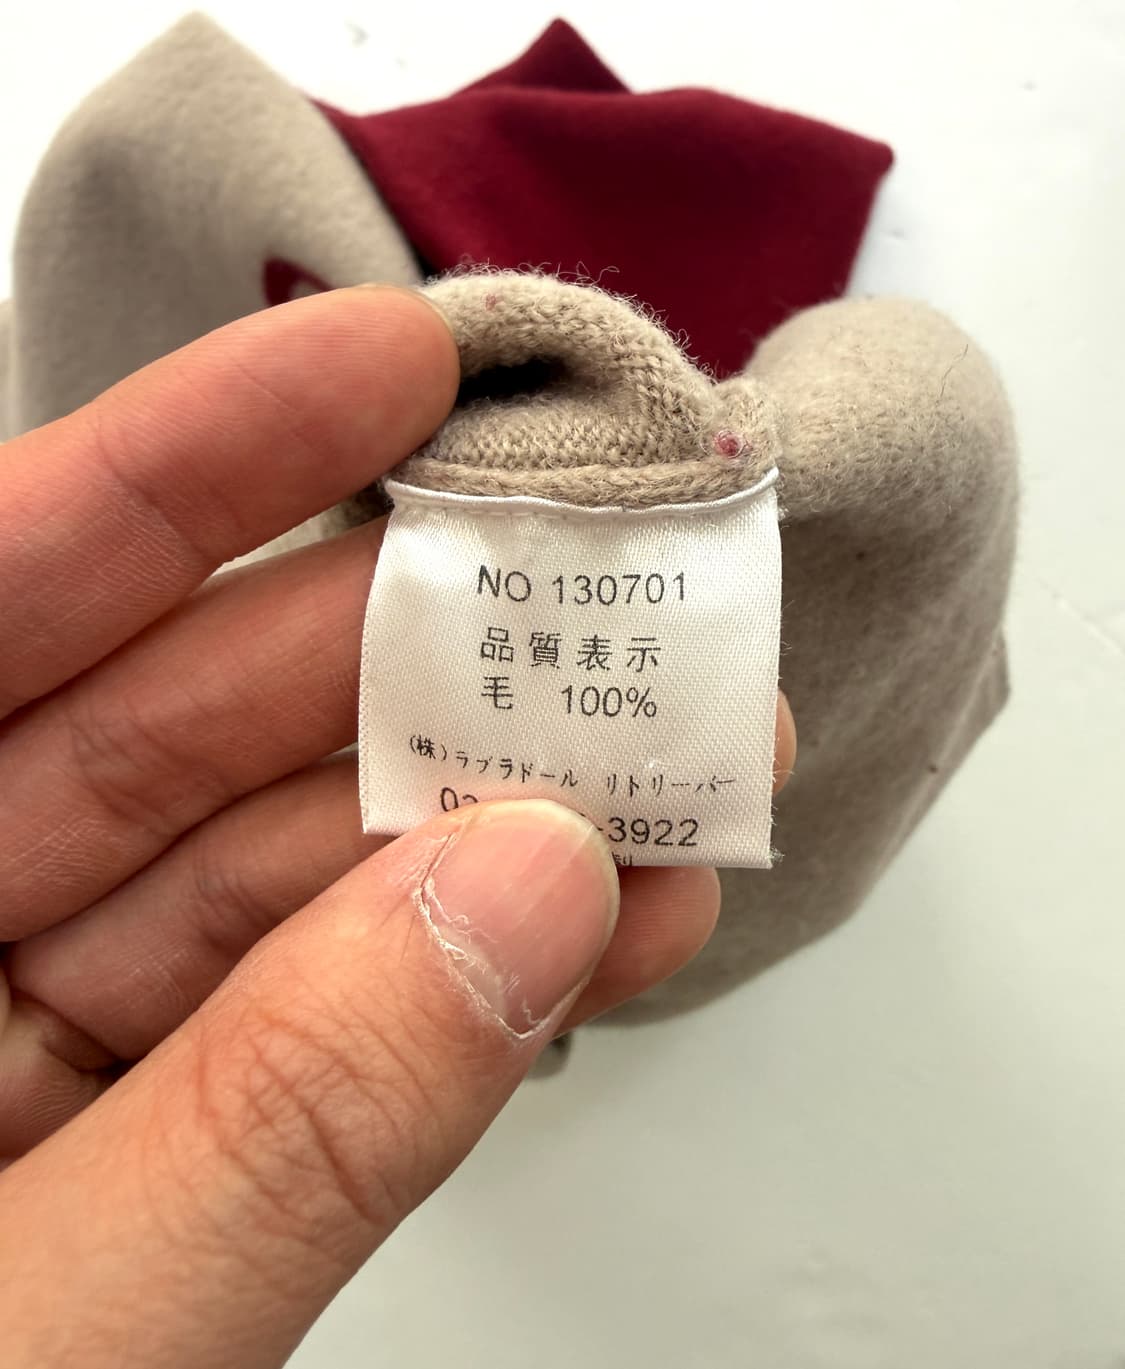 NO 130701
品質表示
毛 100%
(株)ラブラドール リトリーバー
-3922